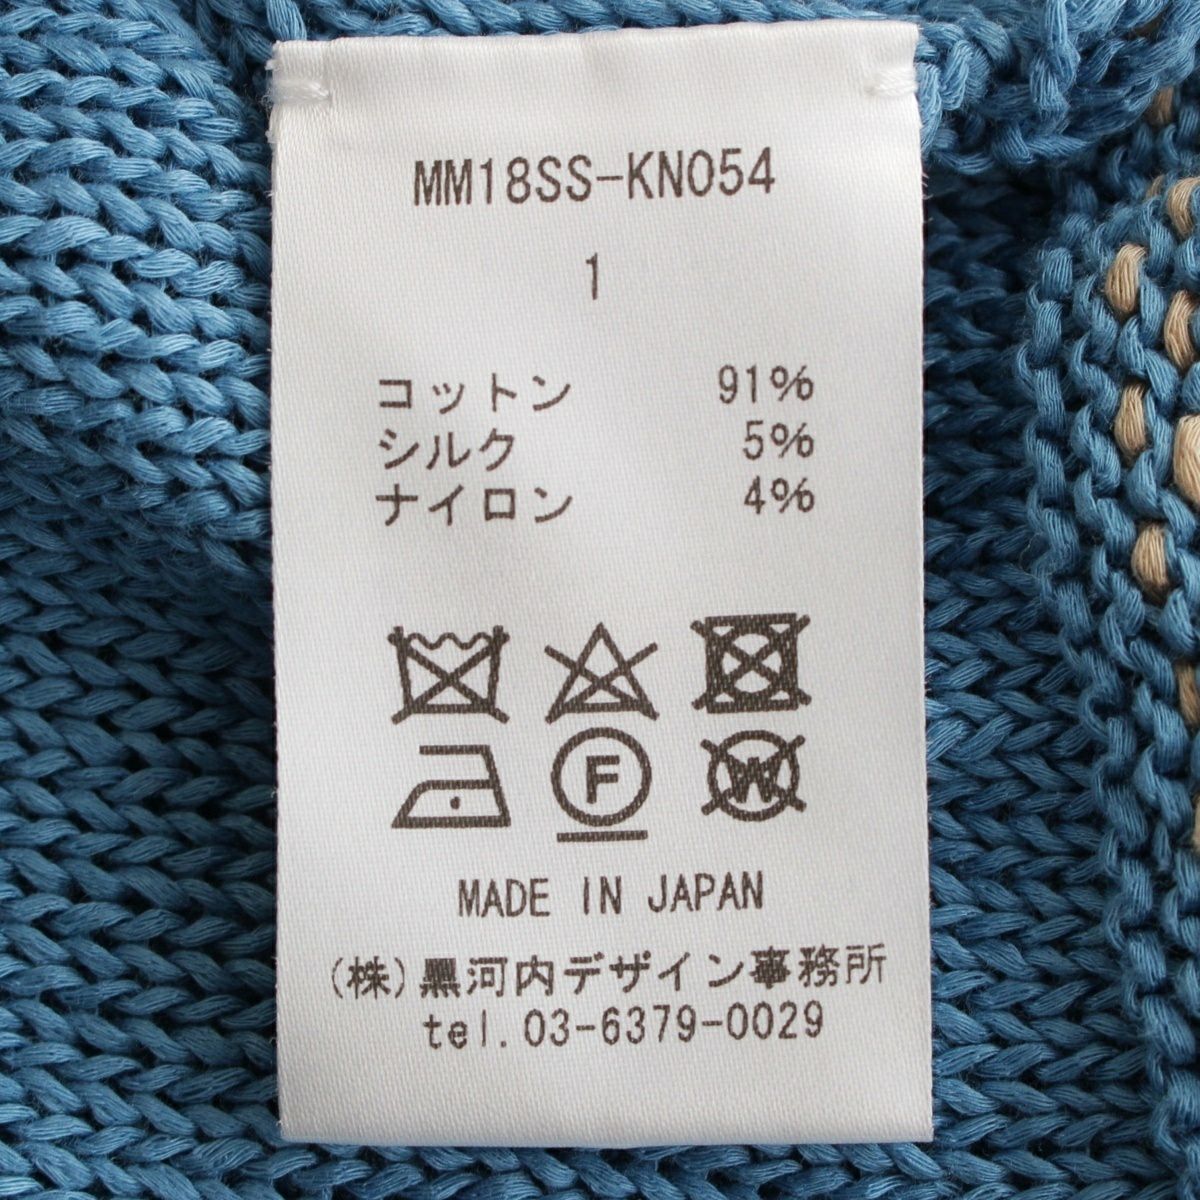 MM18SS-KN054
1
コットン 91%
シルク 5%
ナイロン 4%
F W
MADE IN JAPAN
(株)黒河内デザイン事務所
tel.03-6379-0029